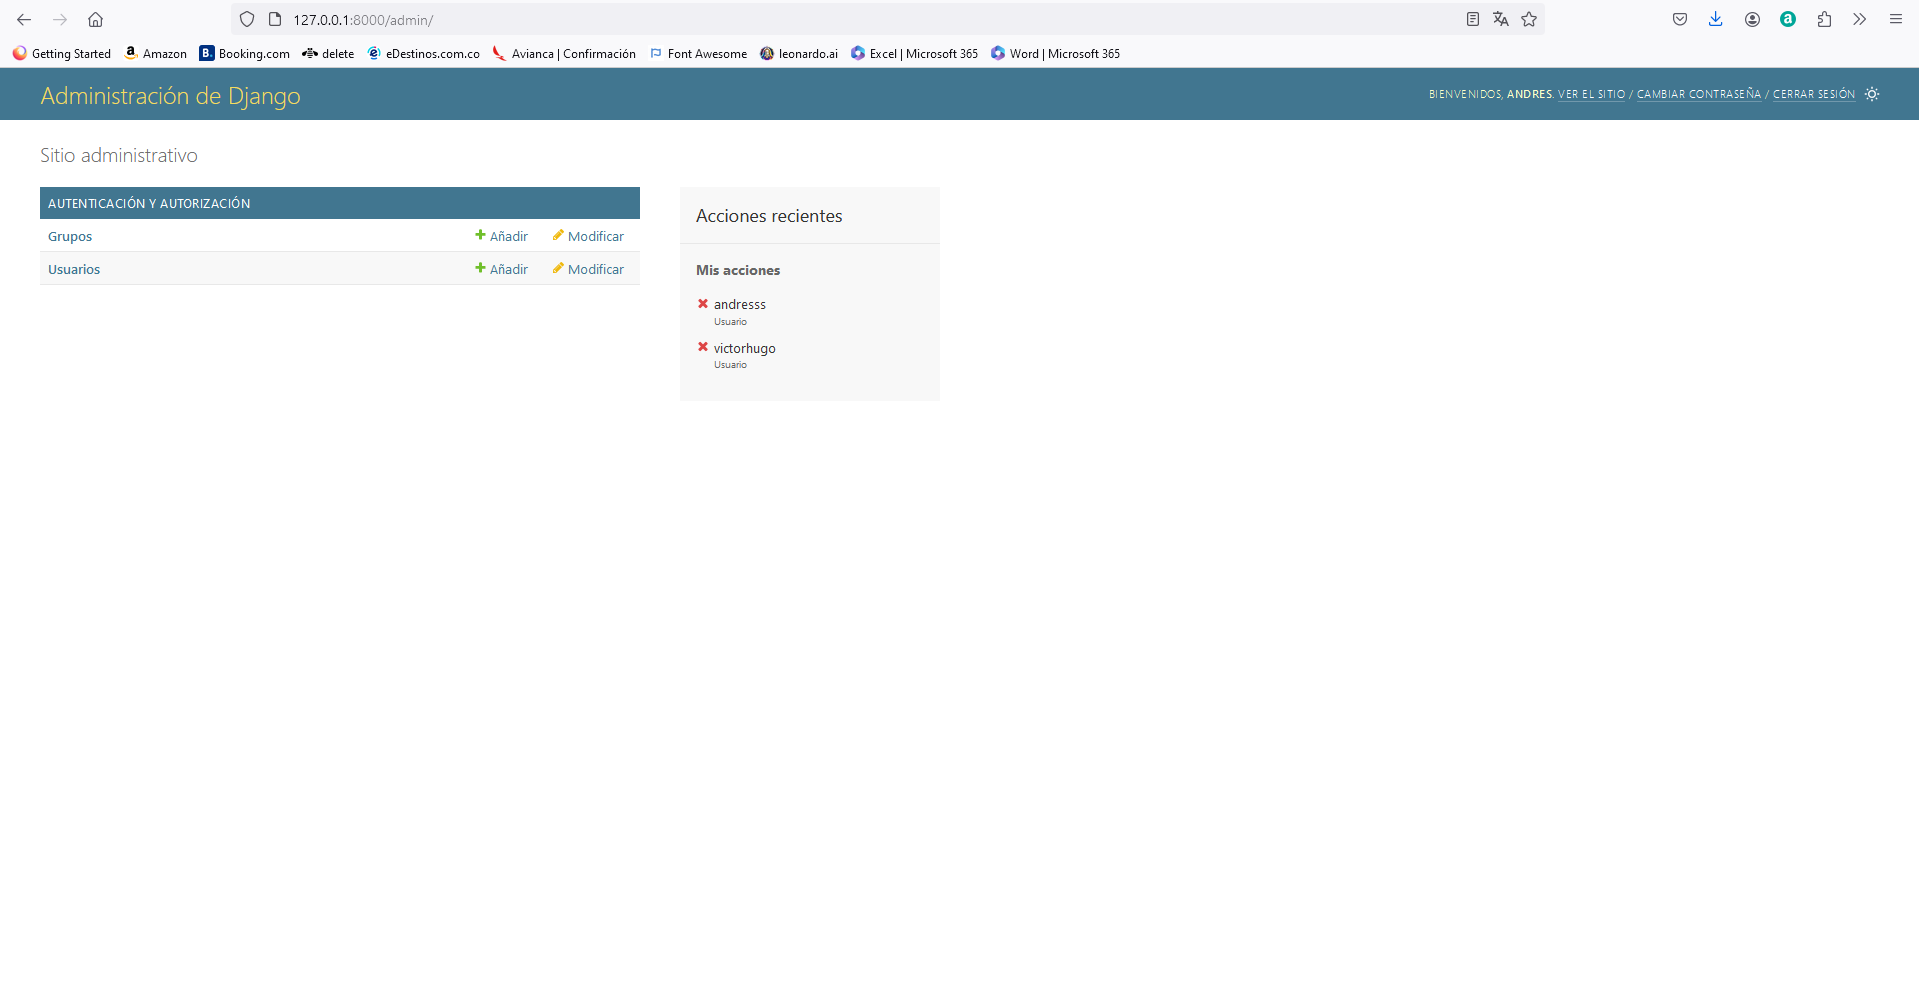 127.0.0.1:8000/admin/
Getting Started Amazon Booking.com delete eDestinos.com.co Avianca | Confirmación Font Awesome leonardo.ai Excel | Microsoft 365 Word | Microsoft 365
Administración de Django
BIENVENIDOS, ANDRES. VER EL SITIO / CAMBIAR CONTRASEÑA / CERRAR SESIÓN
Sitio administrativo
AUTENTICACIÓN Y AUTORIZACIÓN
Grupos Añadir Modificar
Usuarios Añadir Modificar
Acciones recientes
Mis acciones
andresss
Usuario
victorhugo
Usuario